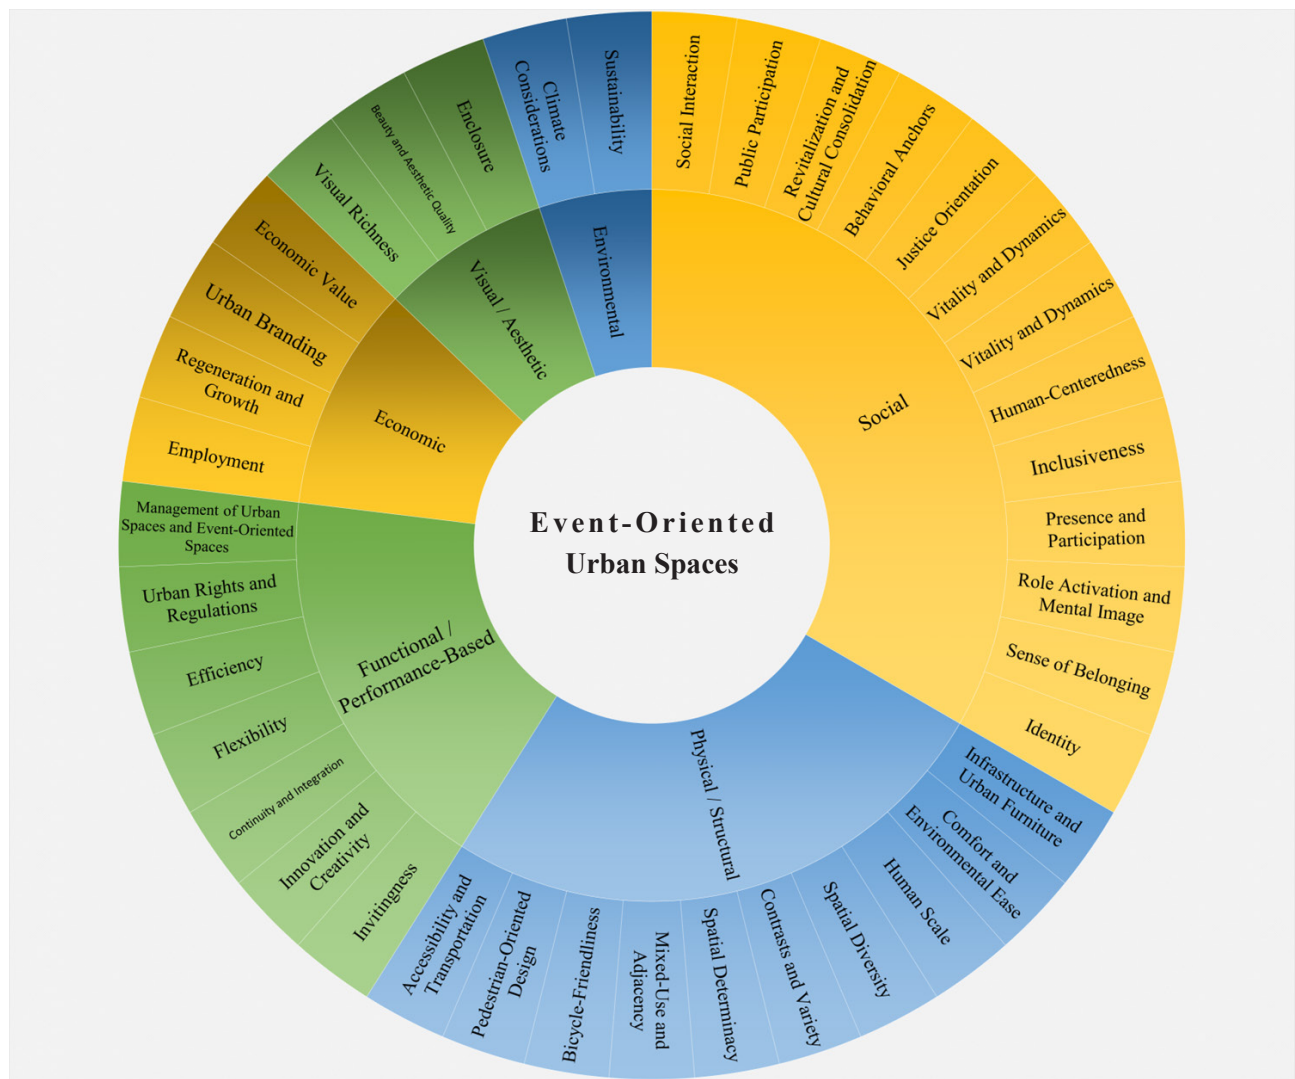 Event-Oriented
Urban Spaces
Social
Social Interaction
Public Participation
Revitalization and
Cultural Consolidation
Behavioral Anchors
Justice Orientation
Vitality and Dynamics
Vitality and Dynamics
Human-Centeredness
Inclusiveness
Presence and
Participation
Role Activation and
Mental Image
Sense of Belonging
Identity
Physical / Structural
Infrastructure and
Urban Furniture
Comfort and
Environmental Ease
Human Scale
Spatial Diversity
Contrasts and Variety
Spatial Determinacy
Mixed-Use and
Adjacency
Bicycle-Friendliness
Pedestrian-Oriented
Design
Accessibility and
Transportation
Functional /
Performance-Based
Invitingness
Innovation and
Creativity
Continuity and Integration
Flexibility
Efficiency
Urban Rights and
Regulations
Management of Urban
Spaces and Event-Oriented
Spaces
Economic
Employment
Regeneration and
Growth
Urban Branding
Economic Value
Visual / Aesthetic
Visual Richness
Beauty and Aesthetic Quality
Enclosure
Environmental
Climate
Considerations
Sustainability